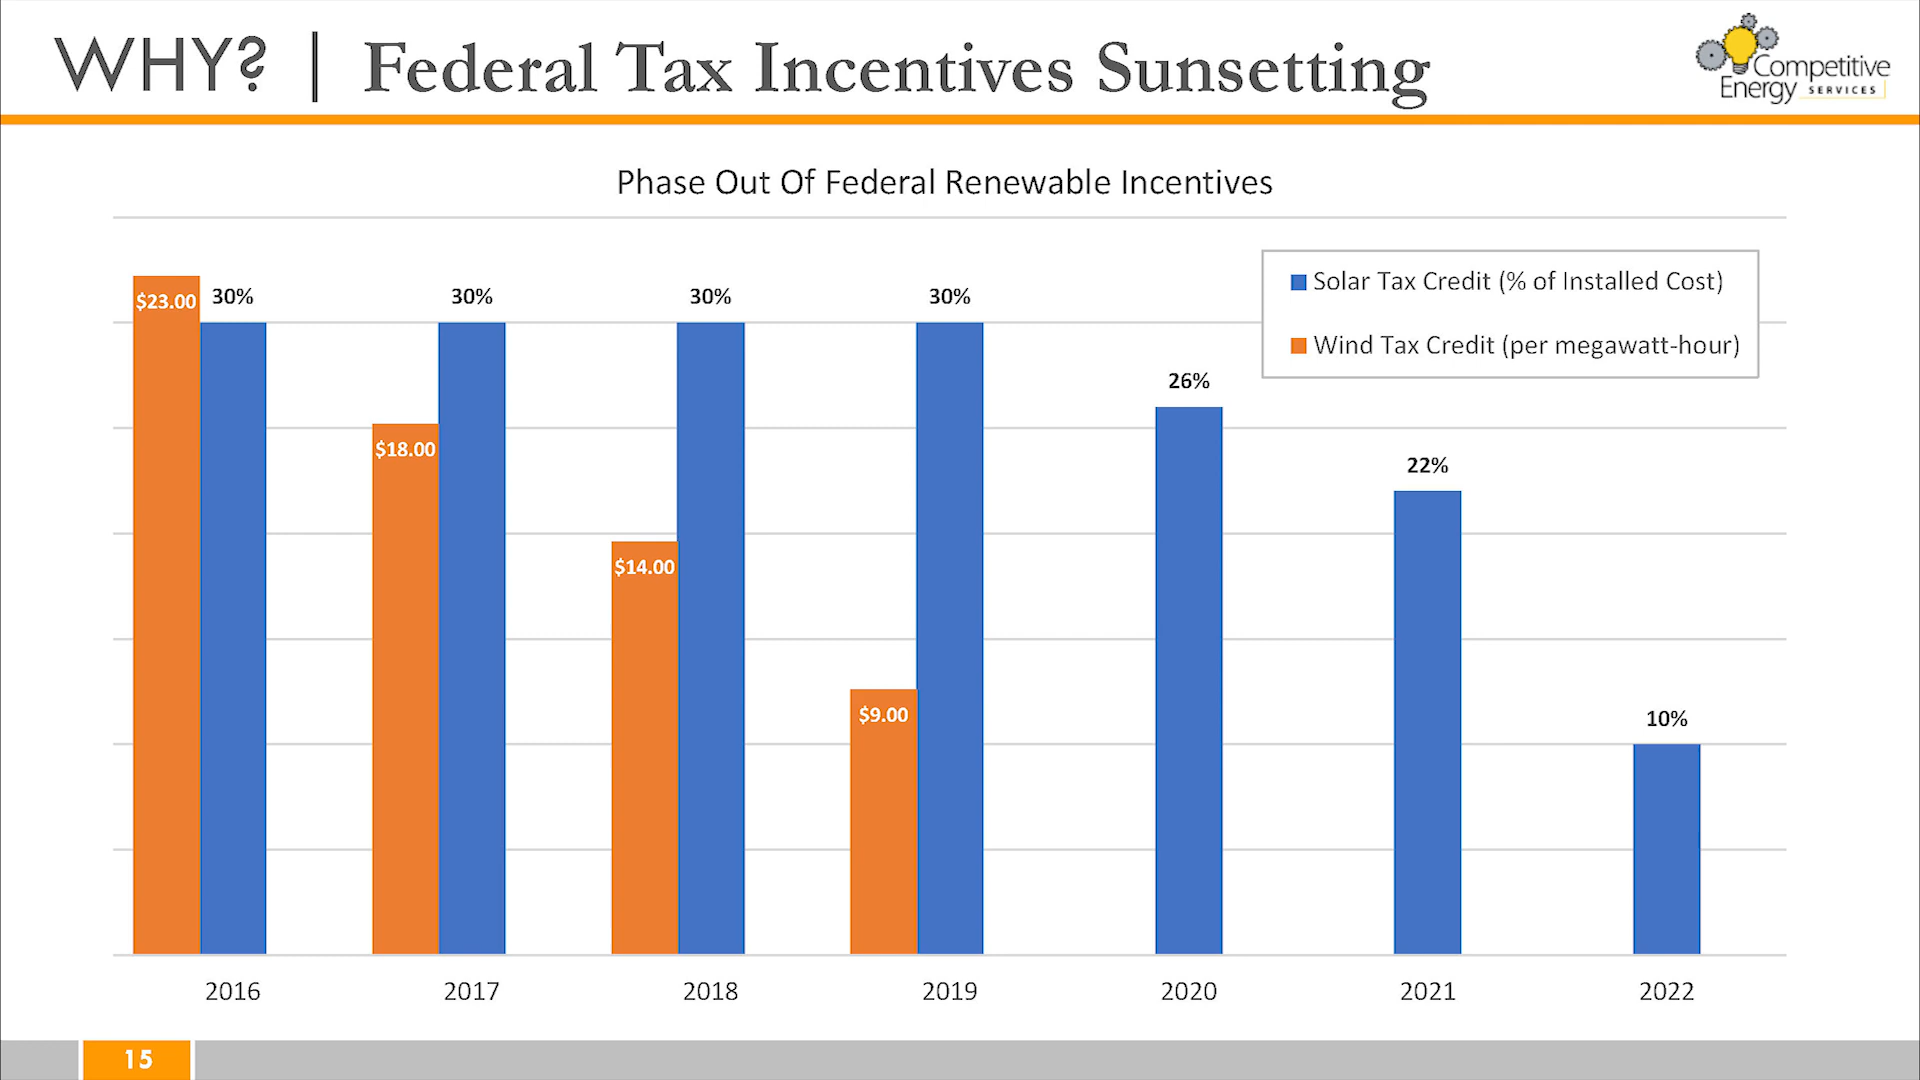 WHY? | Federal Tax Incentives Sunsetting
Competitive
Energy SERVICES
Phase Out Of Federal Renewable Incentives
Solar Tax Credit (% of Installed Cost)
Wind Tax Credit (per megawatt-hour)
$23.00 30%
$18.00 30%
$14.00 30%
$9.00 30%
26%
22%
10%
2016 2017 2018 2019 2020 2021 2022
15